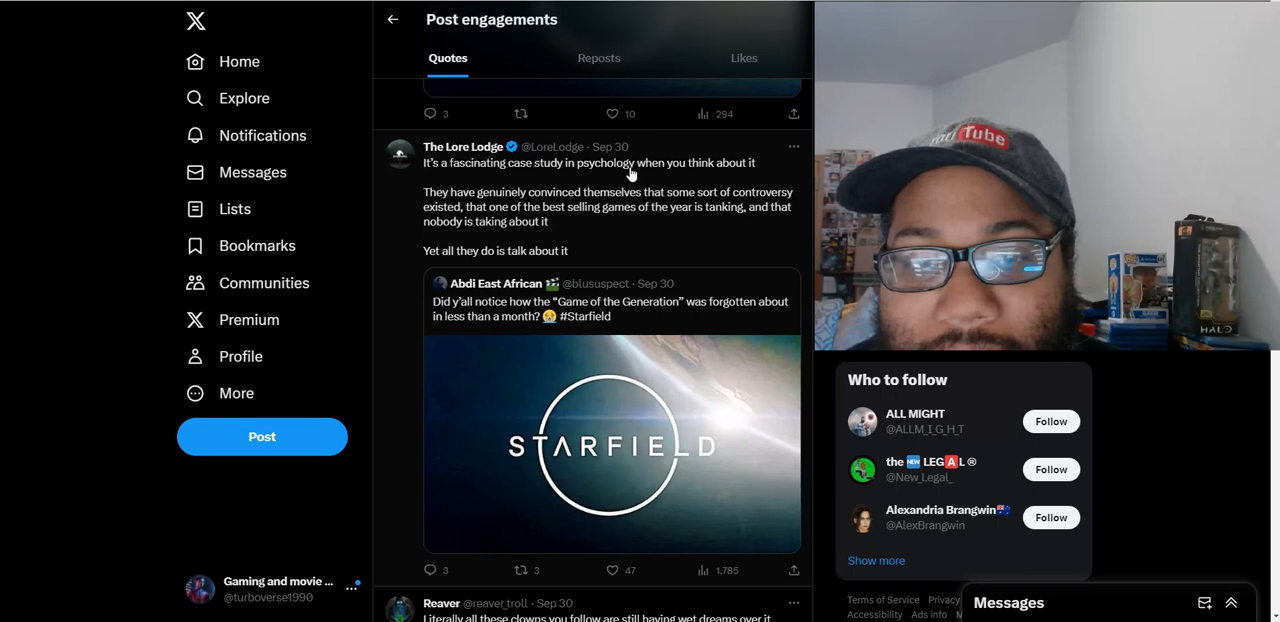 Home
Explore
Notifications
Messages
Lists
Bookmarks
Communities
Premium
Profile
More
Post
Gaming and movie ...
@turboverse1990
Post engagements
Quotes
Reposts
Likes
3
10
294
The Lore Lodge @LoreLodge · Sep 30
It's a fascinating case study in psychology when you think about it
They have genuinely convinced themselves that some sort of controversy
existed, that one of the best selling games of the year is tanking, and that
nobody is taking about it
Yet all they do is talk about it
Abdi East African @blususpect · Sep 30
Did y'all notice how the “Game of the Generation” was forgotten about
in less than a month? 😭 #Starfield
STARFIELD
3
3
47
1,785
Reaver @reaver_troll · Sep 30
Literally all these clowns you follow are still having wet dreams over it
YouTube
HALO
Who to follow
ALL MIGHT
@ALLM_I_G_H_T
Follow
the 🆕 LEG🅰️L ®
@New_Legal_
Follow
Alexandria Brangwin🇦🇺
@AlexBrangwin
Follow
Show more
Terms of Service Privacy
Accessibility Ads info M
Messages